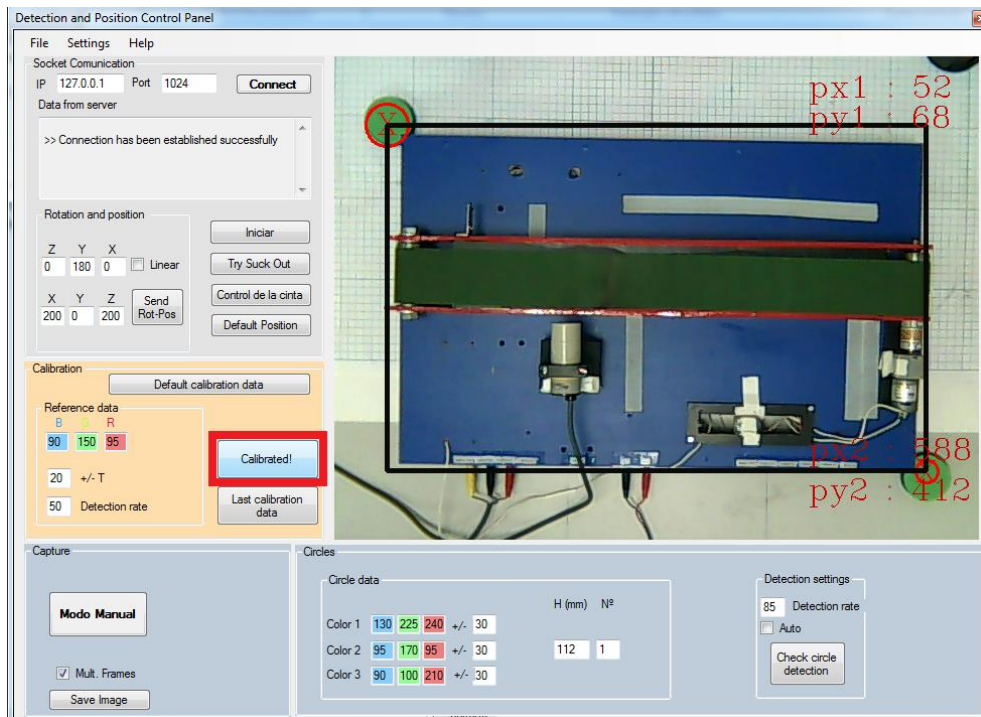 Detection and Position Control Panel
File Settings Help
Socket Comunication
IP 127.0.0.1 Port 1024 Connect
Data from server
>> Connection has been established successfully
Rotation and position
Z Y X
0 180 0 Linear
X Y Z
200 0 200 Send Rot-Pos
Iniciar
Try Suck Out
Control de la cinta
Default Position
px1 : 52
py1 : 68
X
px2 : 588
py2 : 412
Calibration
Default calibration data
Reference data
B G R
90 150 95
20 +/- T
50 Detection rate
Calibrated!
Last calibration
data
Capture
Modo Manual
Mult. Frames
Save Image
Circles
Circle data
H (mm) Nº
Color 1 130 225 240 +/- 30
Color 2 95 170 95 +/- 30
Color 3 90 100 210 +/- 30
112 1
Detection settings
85 Detection rate
Auto
Check circle
detection